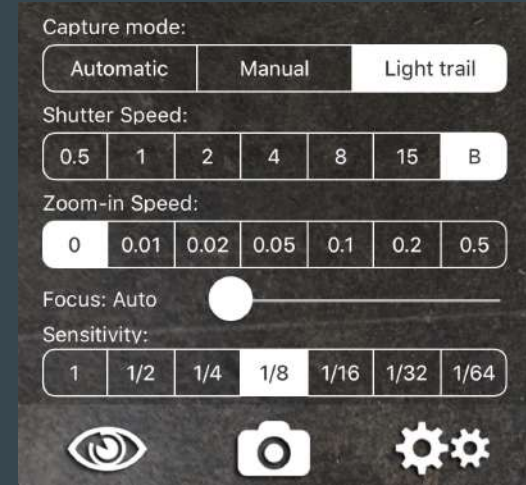 Capture mode:
Automatic Manual Light trail
Shutter Speed:
0.5 1 2 4 8 15 B
Zoom-in Speed:
0 0.01 0.02 0.05 0.1 0.2 0.5
Focus: Auto
Sensitivity:
1 1/2 1/4 1/8 1/16 1/32 1/64